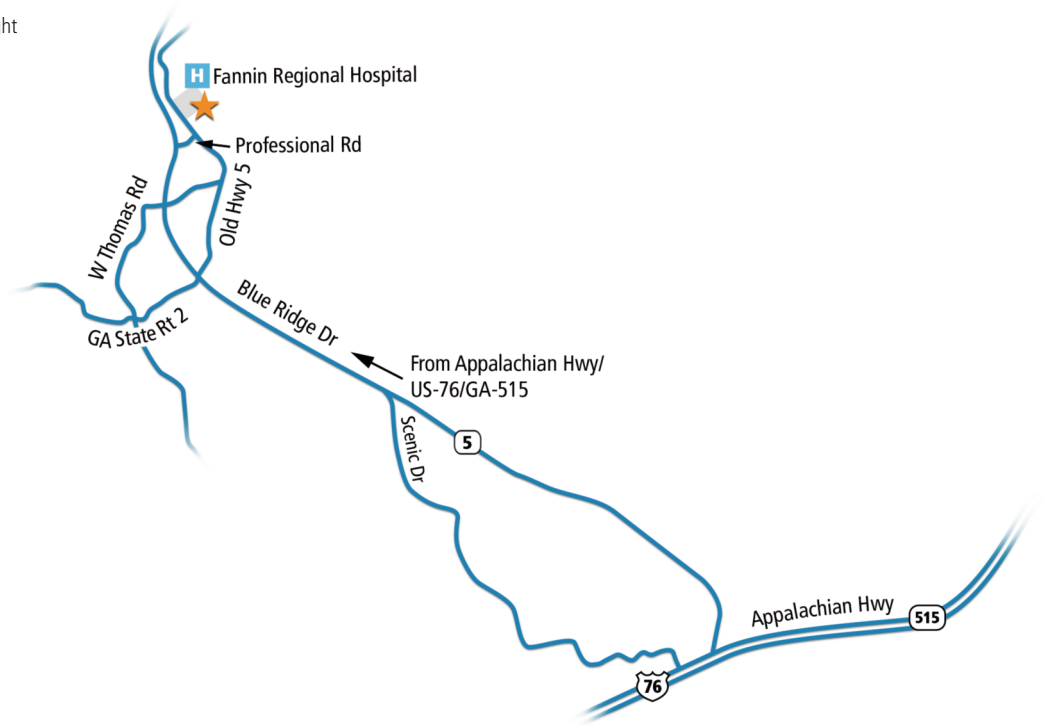 H Fannin Regional Hospital
Professional Rd
Old Hwy 5
W Thomas Rd
GA State Rt 2
Blue Ridge Dr
From Appalachian Hwy/
US-76/GA-515
Scenic Dr
5
Appalachian Hwy
515
76